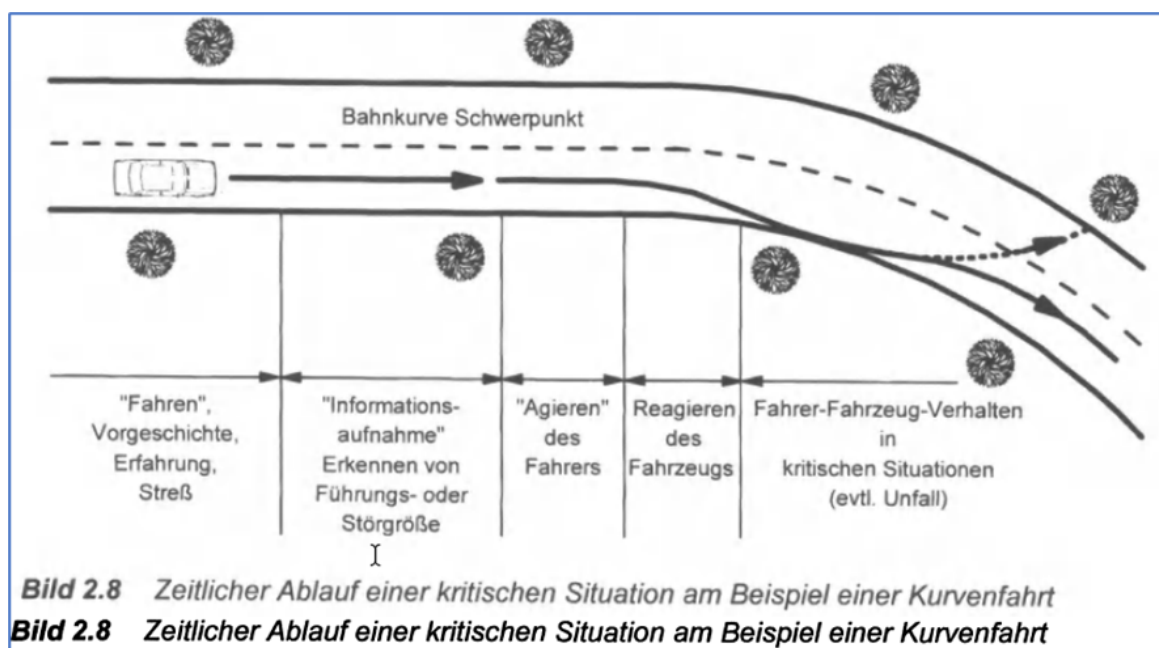 Bahnkurve Schwerpunkt
"Fahren",
Vorgeschichte,
Erfahrung,
Streß
"Informations-
aufnahme"
Erkennen von
Führungs- oder
Störgröße
"Agieren"
des
Fahrers
Reagieren
des
Fahrzeugs
Fahrer-Fahrzeug-Verhalten
in
kritischen Situationen
(evtl. Unfall)
Bild 2.8 Zeitlicher Ablauf einer kritischen Situation am Beispiel einer Kurvenfahrt
Bild 2.8 Zeitlicher Ablauf einer kritischen Situation am Beispiel einer Kurvenfahrt